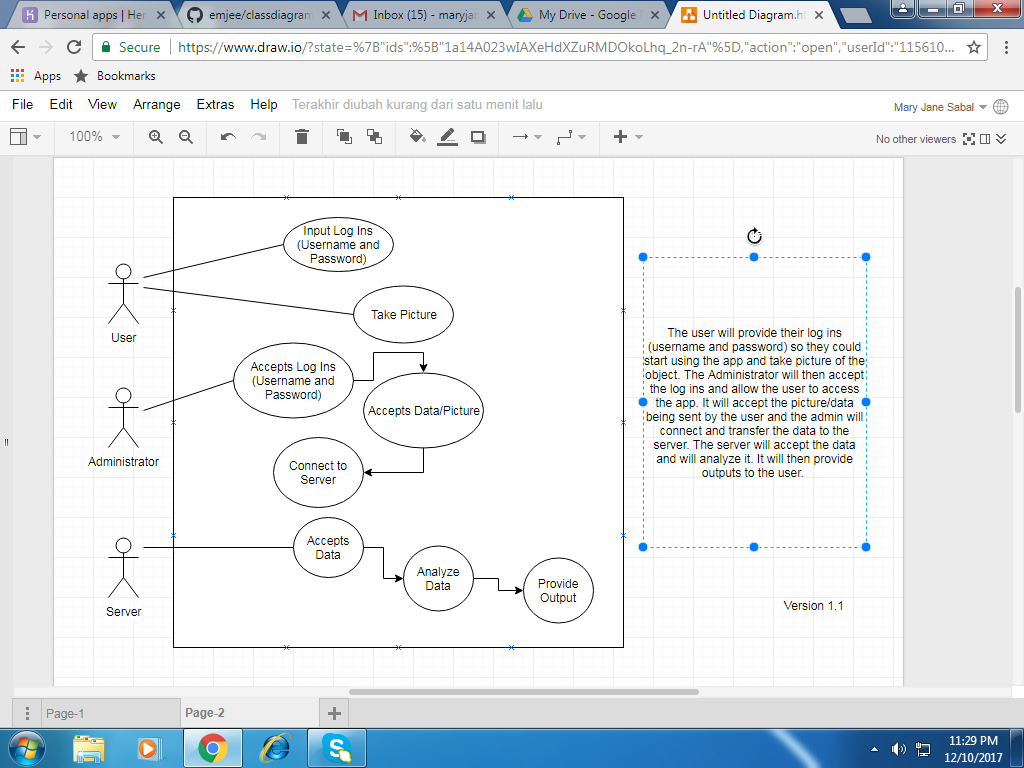 Personal apps | Her
emjee/classdiagram
Inbox (15) - maryjan
My Drive - Google
Untitled Diagram.ht
Secure
https://www.draw.io/?state=%7B"ids":%5B"1a14A023wIAXeHdXZuRMDOkoLhq_2n-rA"%5D,"action":"open","userId":"115610...
Apps Bookmarks
File Edit View Arrange Extras Help Terakhir diubah kurang dari satu menit lalu
Mary Jane Sabal
100%
No other viewers
Input Log Ins
(Username and
Password)
User
Take Picture
Accepts Log Ins
(Username and
Password)
Accepts Data/Picture
Administrator
Connect to
Server
Accepts
Data
Analyze
Data
Provide
Output
Server
The user will provide their log ins
(username and password) so they could
start using the app and take picture of the
object. The Administrator will then accept
the log ins and allow the user to access
the app. It will accept the picture/data
being sent by the user and the admin will
connect and transfer the data to the
server. The server will accept the data
and will analyze it. It will then provide
outputs to the user.
Version 1.1
Page-1
Page-2
11:29 PM
12/10/2017